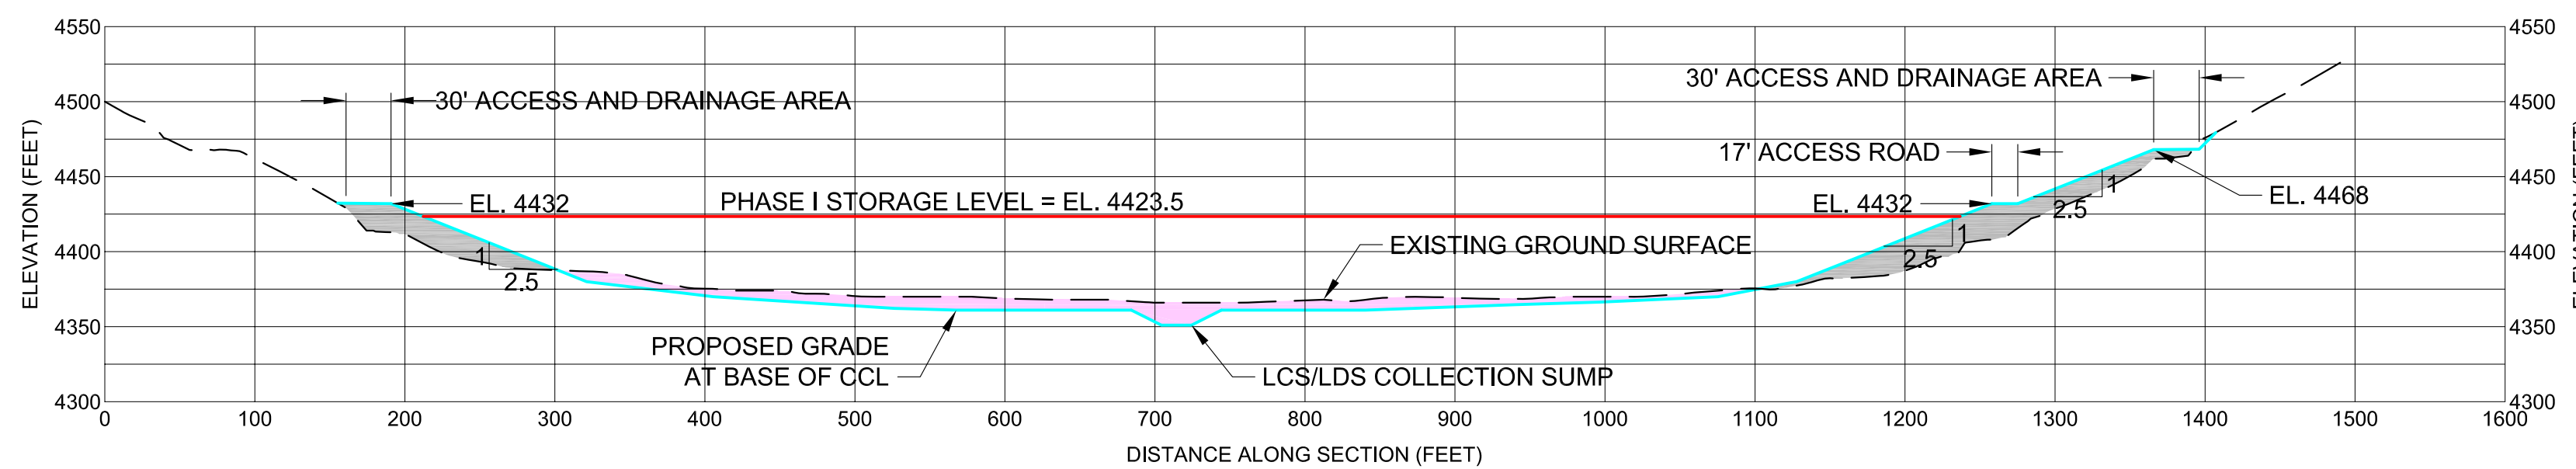 4550
4500
4450
4400
4350
4300
ELEVATION (FEET)
30' ACCESS AND DRAINAGE AREA
EL. 4432
1
2.5
PHASE I STORAGE LEVEL = EL. 4423.5
EXISTING GROUND SURFACE
PROPOSED GRADE
AT BASE OF CCL
LCS/LDS COLLECTION SUMP
30' ACCESS AND DRAINAGE AREA
17' ACCESS ROAD
EL. 4432
EL. 4468
1
2.5
1
2.5
4550
4500
4450
4400
4350
4300
ELEVATION (FEET)
0 100 200 300 400 500 600 700 800 900 1000 1100 1200 1300 1400 1500 1600
DISTANCE ALONG SECTION (FEET)